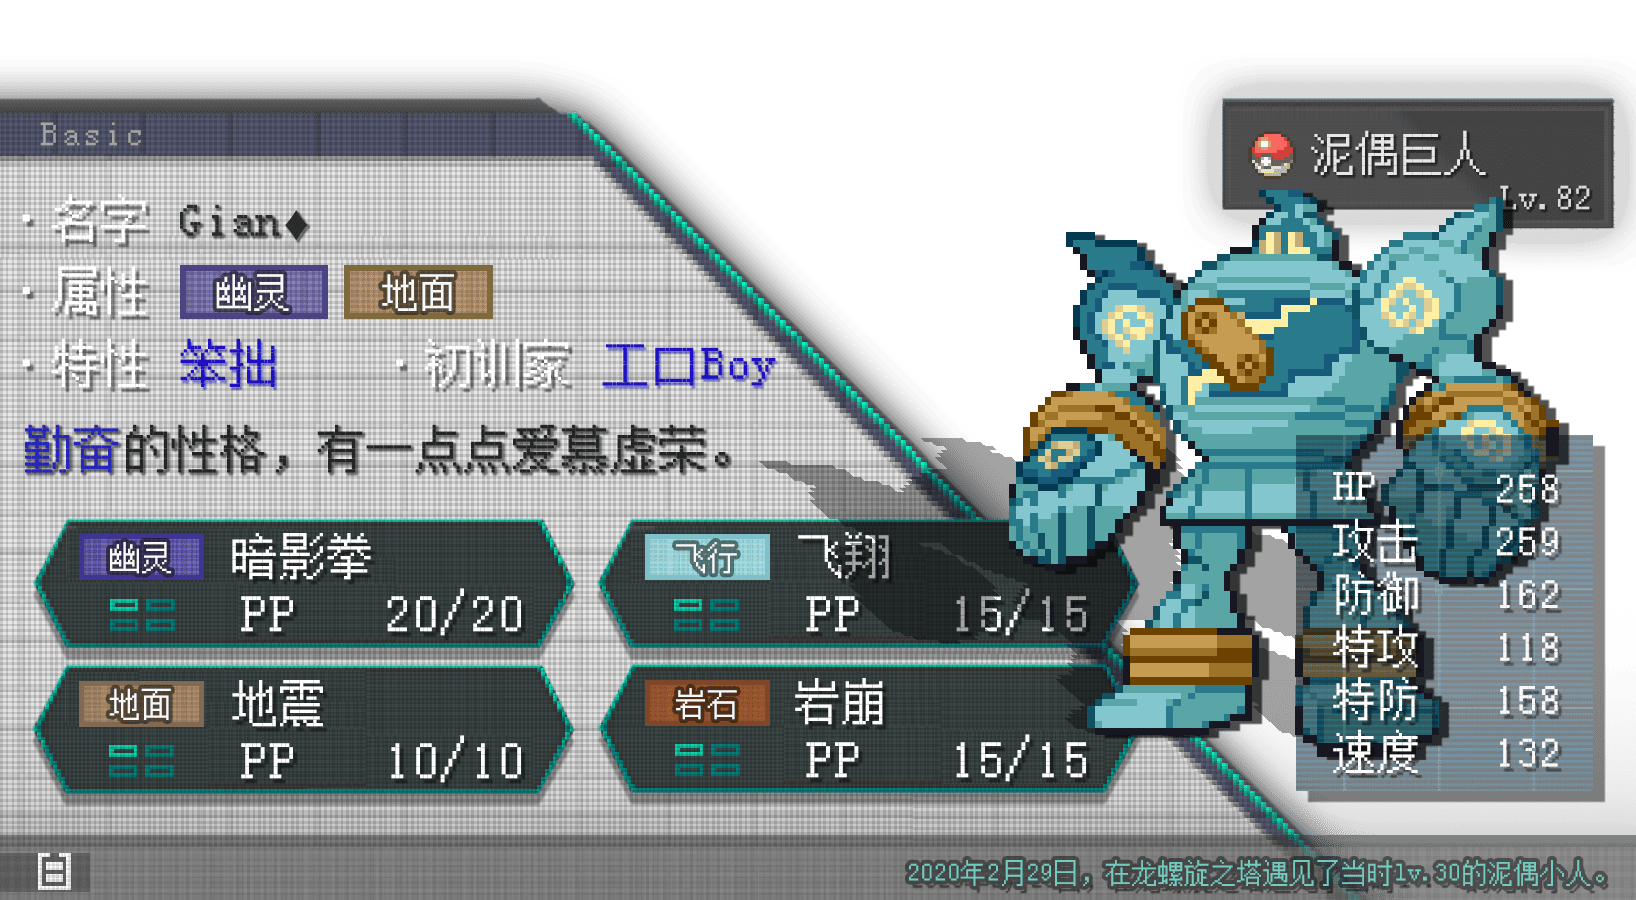 Basic
泥偶巨人
Lv.82
·名字 Gian♦
·属性 幽灵 地面
·特性 笨拙 ·初训家 工口Boy
勤奋的性格，有一点点爱慕虚荣。
幽灵 暗影拳
PP 20/20
飞行 飞翔
PP 15/15
地面 地震
PP 10/10
岩石 岩崩
PP 15/15
HP 258
攻击 259
防御 162
特攻 118
特防 158
速度 132
2020年2月29日，在龙螺旋之塔遇见了当时lv.30的泥偶小人。